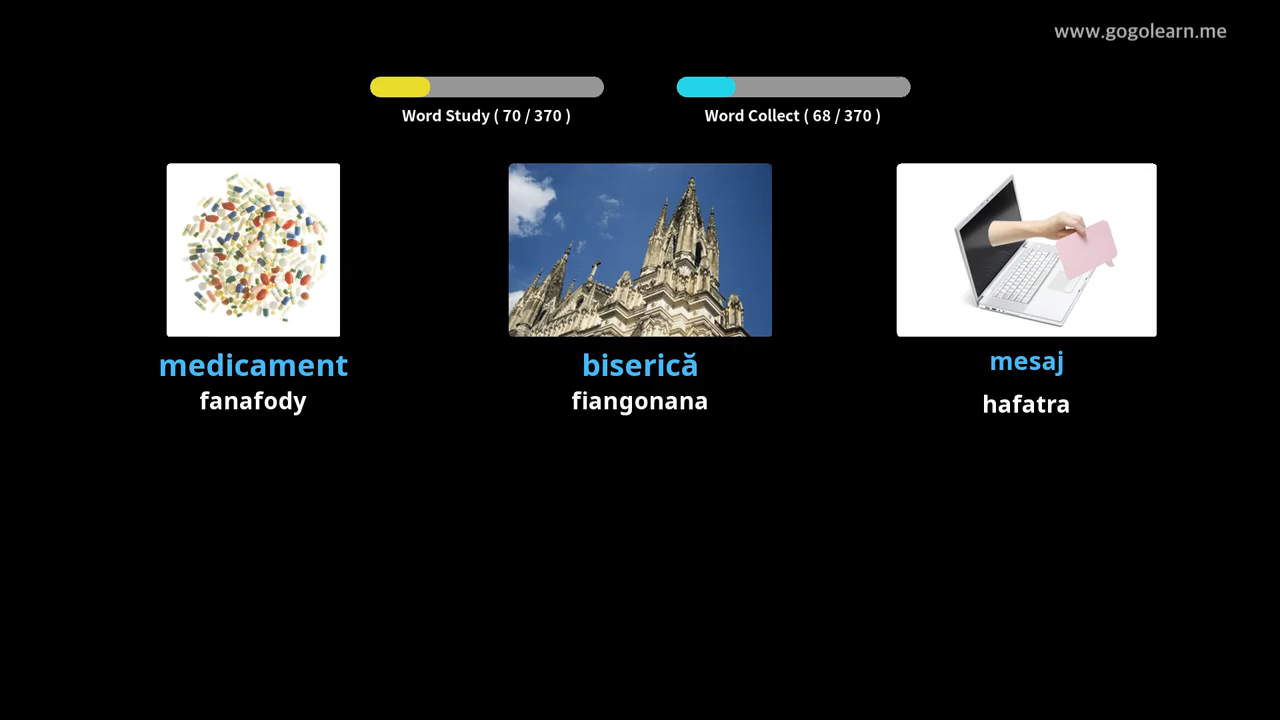 www.gogolearn.me
Word Study ( 70 / 370 )
Word Collect ( 68 / 370 )
medicament
fanafody
biserică
fiangonana
mesaj
hafatra